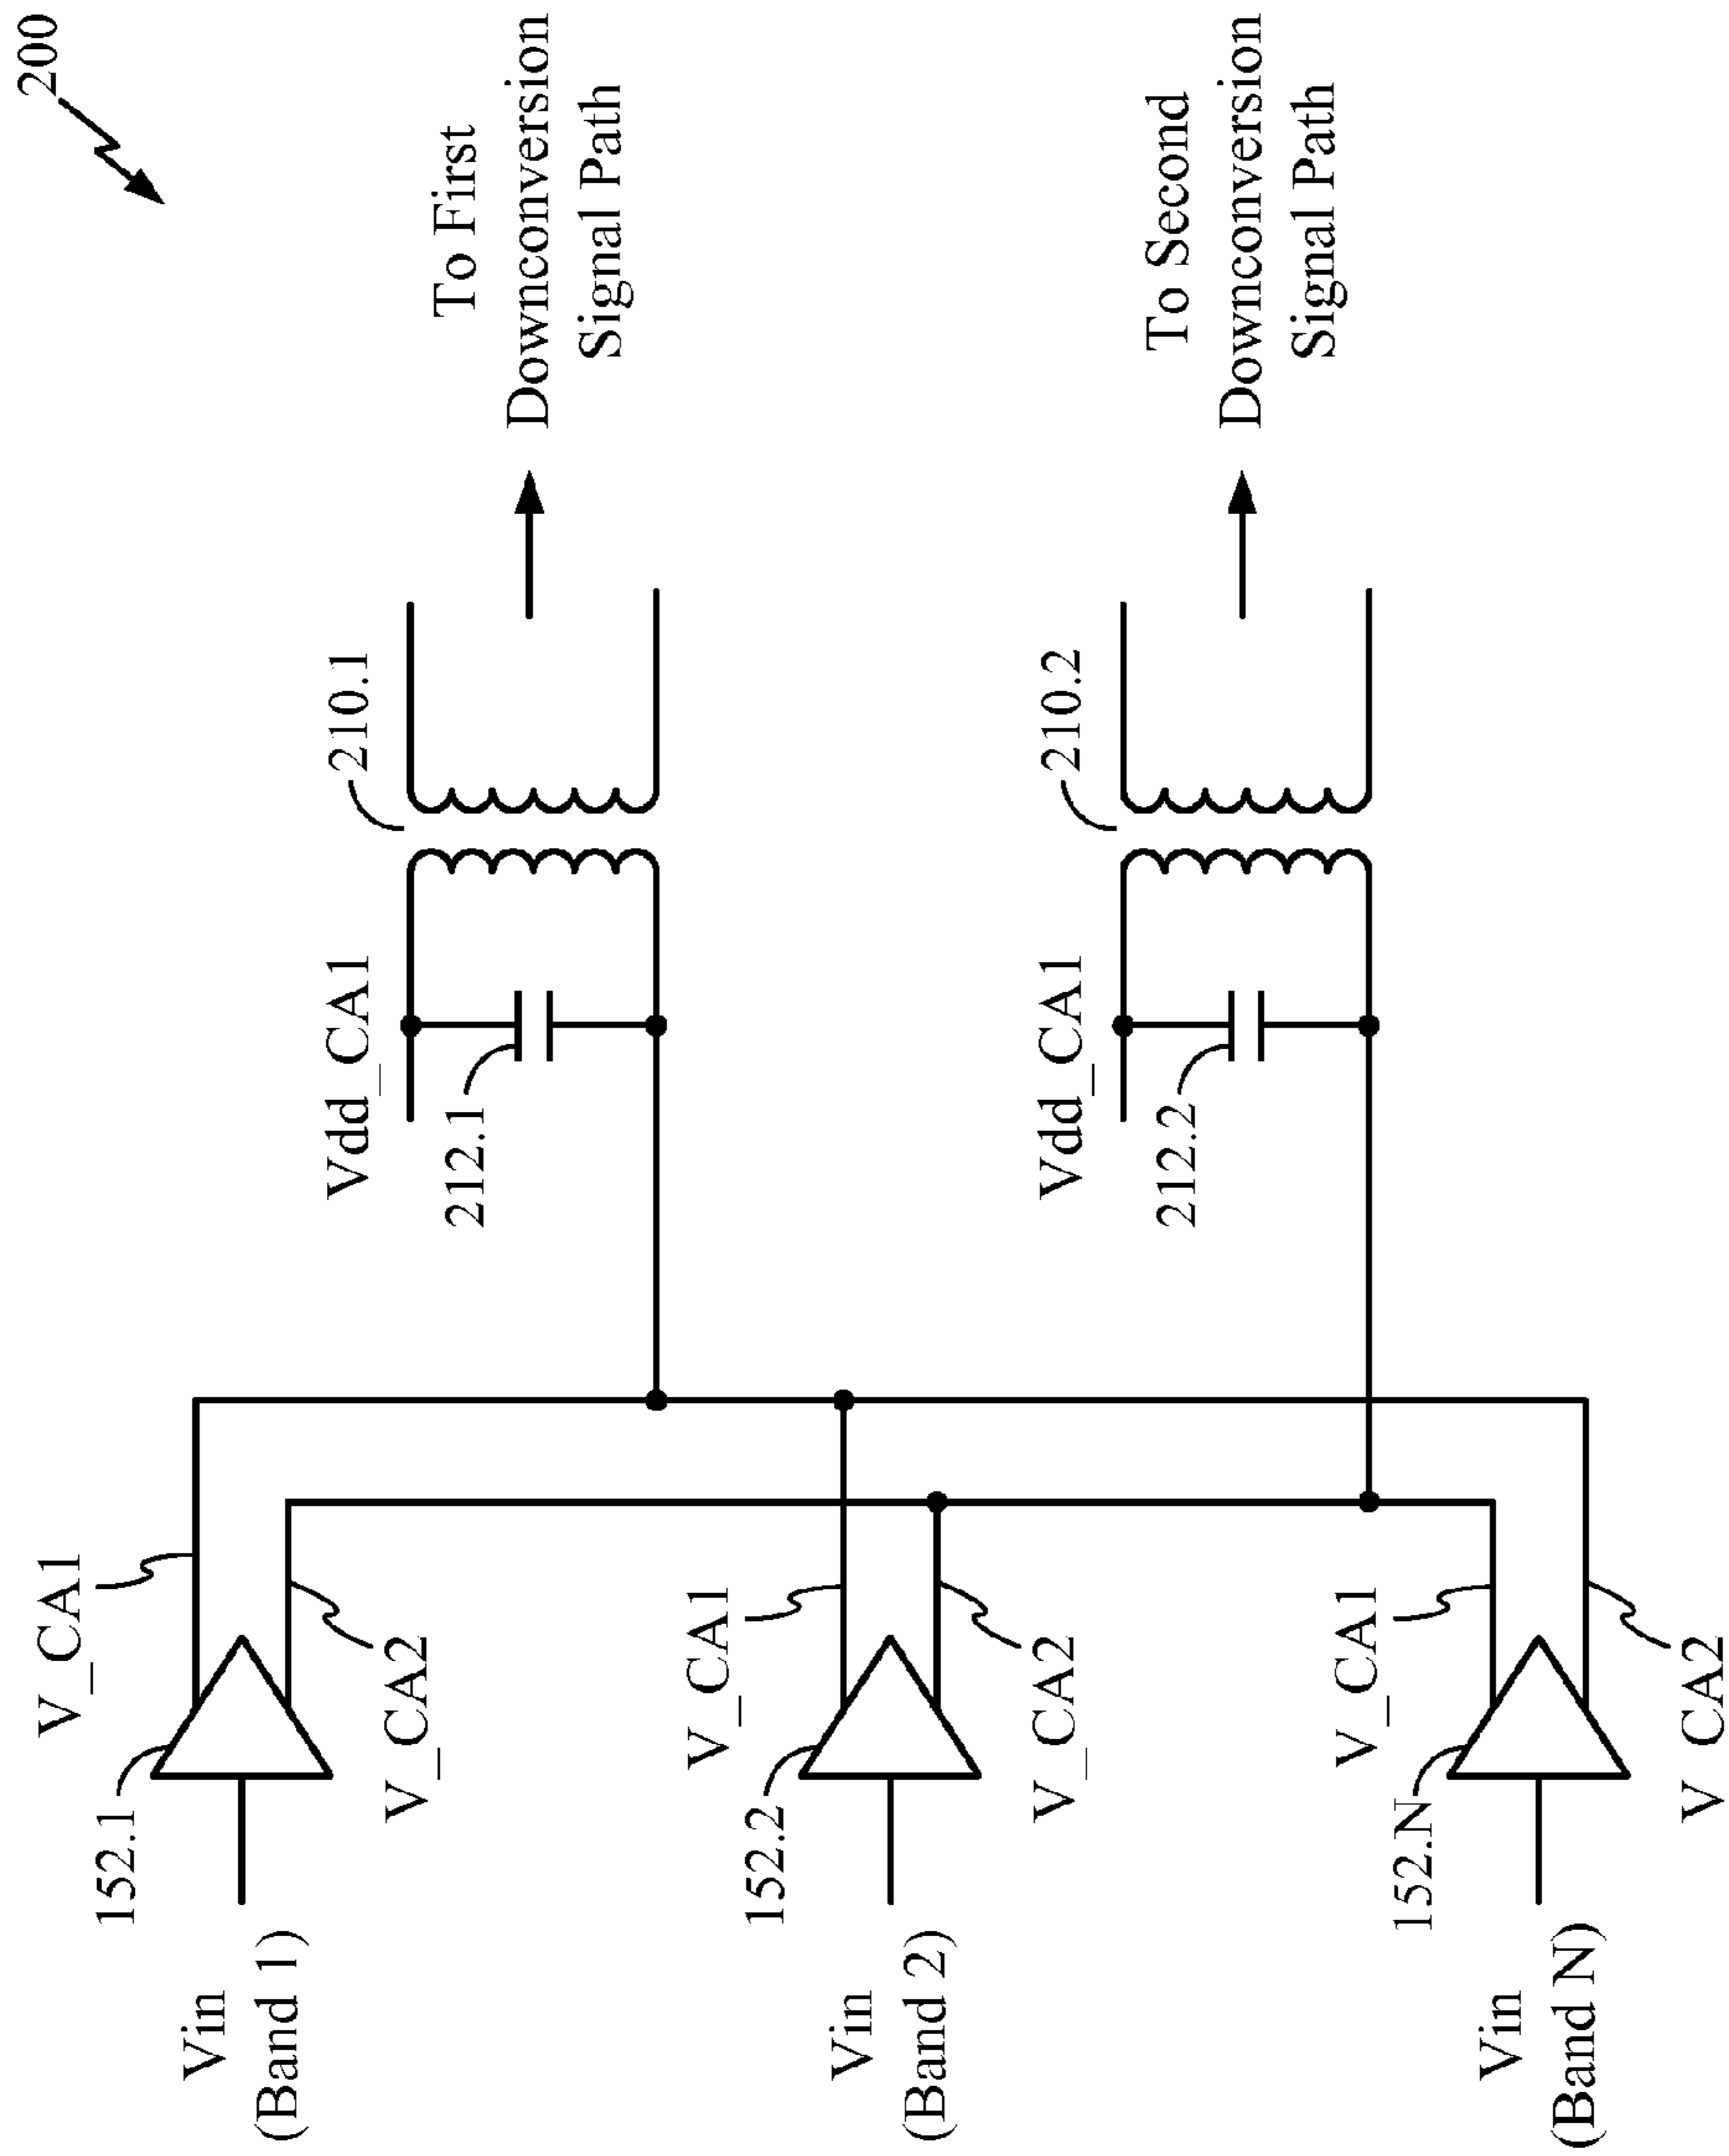 200
V_CA1
152.1
Vin
(Band 1)
V_CA2
Vdd_CA1
212.1
210.1
To First
Downconversion
Signal Path
V_CA1
152.2
Vin
(Band 2)
V_CA2
Vdd_CA1
212.2
210.2
To Second
Downconversion
Signal Path
V_CA1
152.N
Vin
(Band N)
V CA2